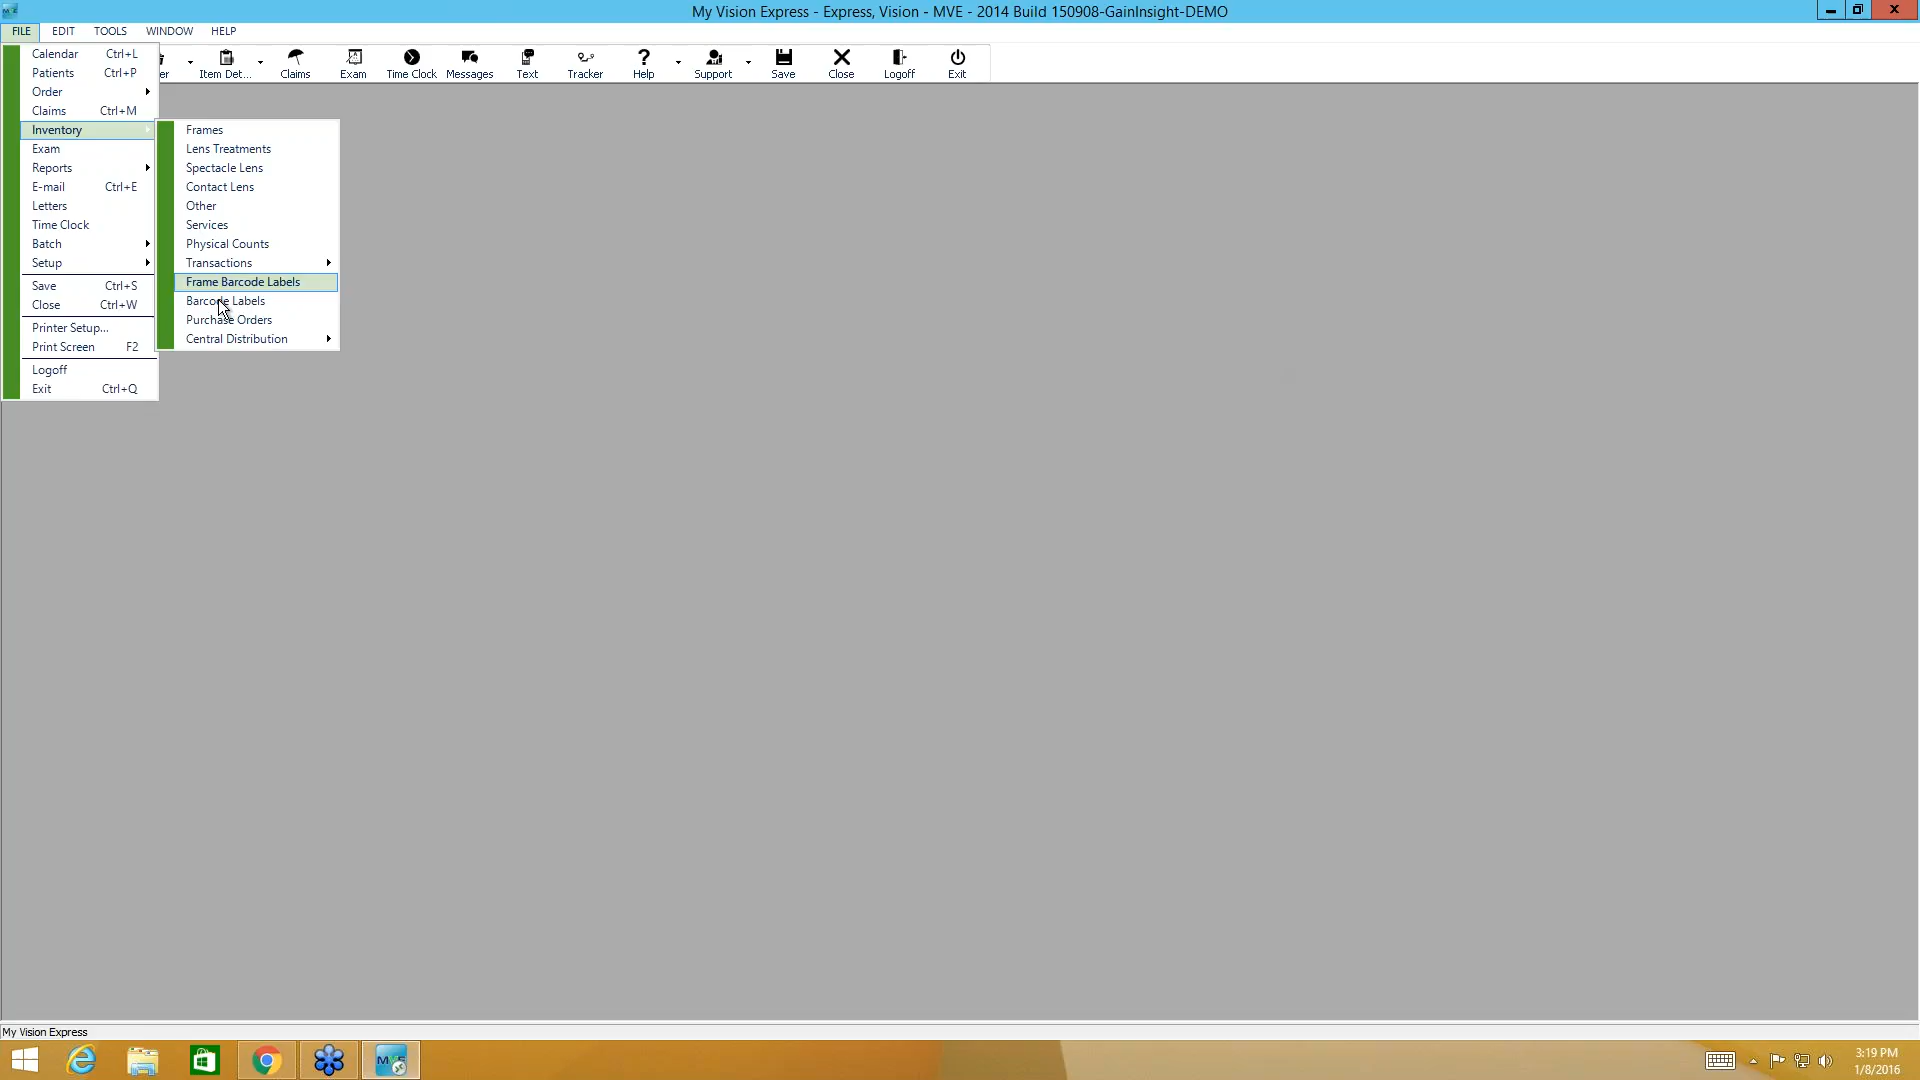 My Vision Express - Express, Vision - MVE - 2014 Build 150908-GainInsight-DEMO
FILE EDIT TOOLS WINDOW HELP
er Item Det... Claims Exam Time Clock Messages Text Tracker Help Support Save Close Logoff Exit
Calendar Ctrl+L
Patients Ctrl+P
Order
Claims Ctrl+M
Inventory
Exam
Reports
E-mail Ctrl+E
Letters
Time Clock
Batch
Setup
Save Ctrl+S
Close Ctrl+W
Printer Setup...
Print Screen F2
Logoff
Exit Ctrl+Q
Frames
Lens Treatments
Spectacle Lens
Contact Lens
Other
Services
Physical Counts
Transactions
Frame Barcode Labels
Barcode Labels
Purchase Orders
Central Distribution
My Vision Express
3:19 PM
1/8/2016